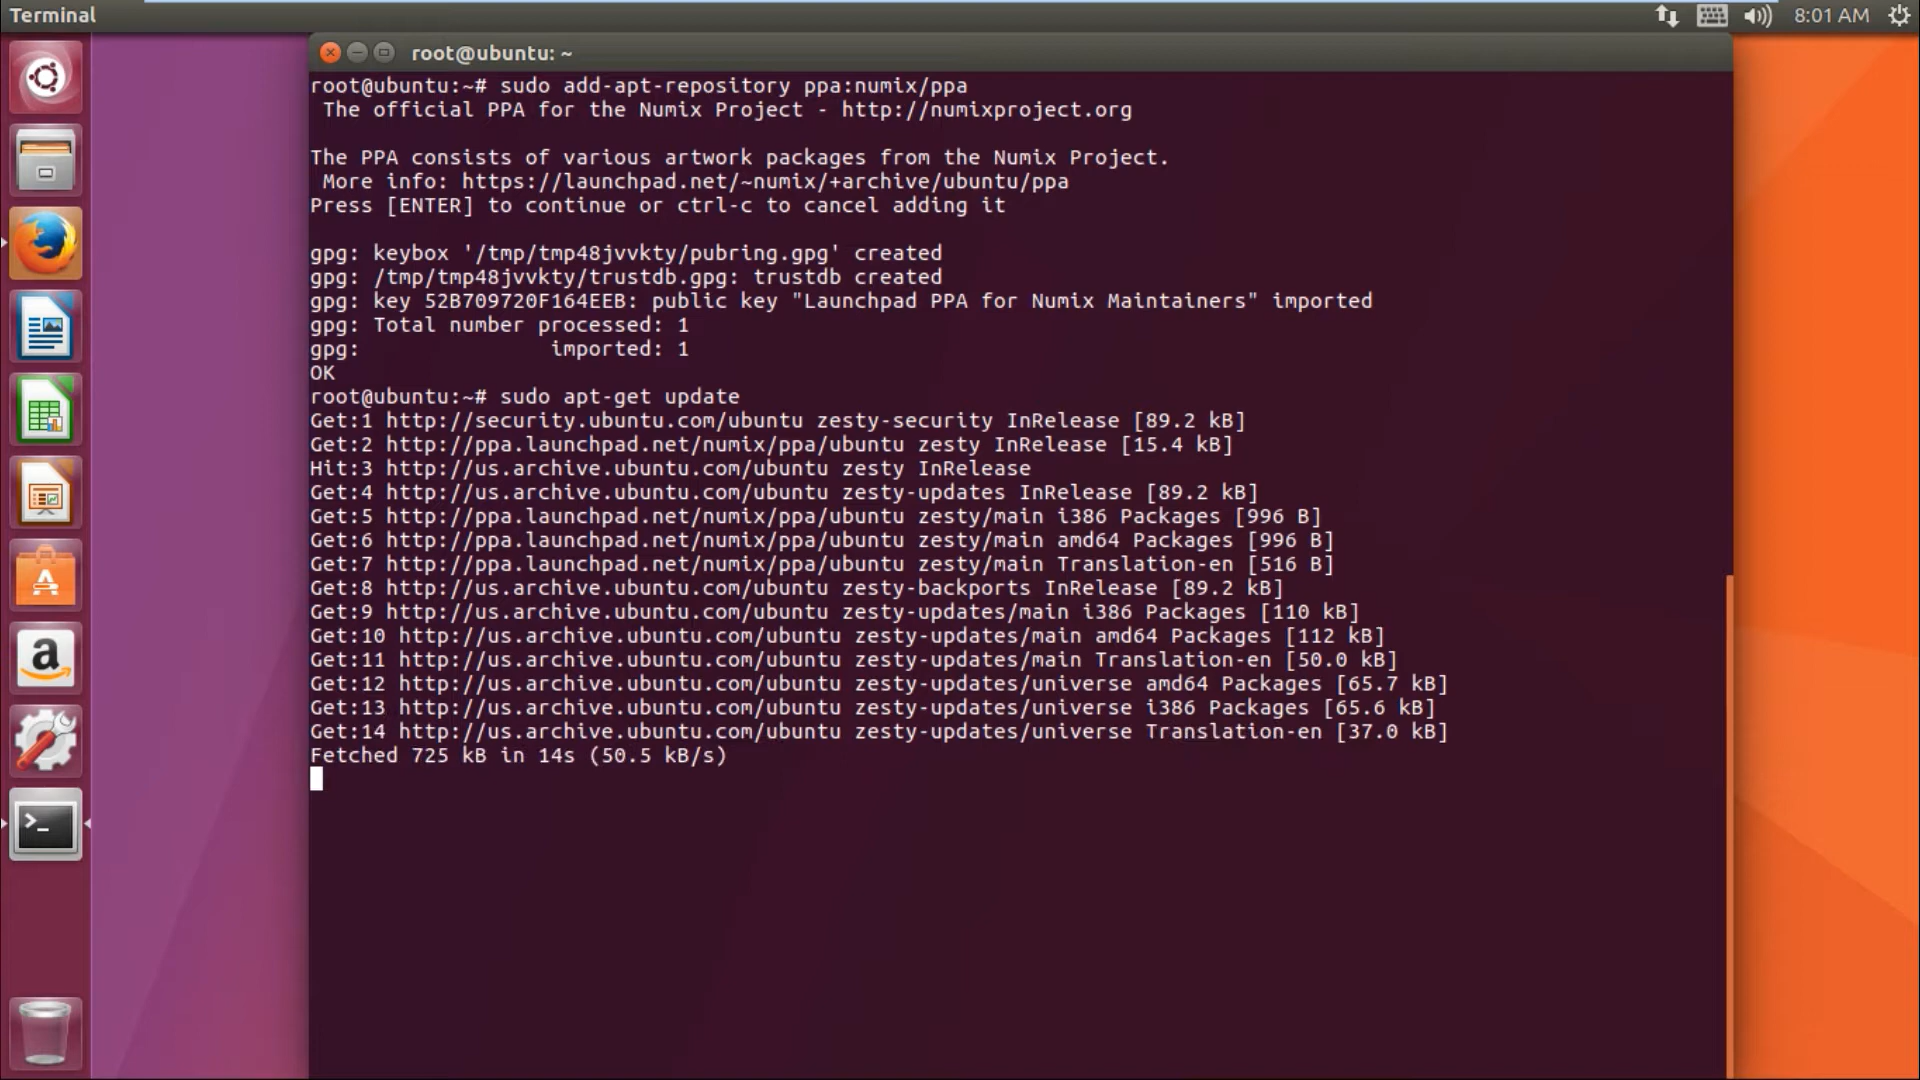 Terminal
8:01 AM
root@ubuntu: ~
root@ubuntu:~# sudo add-apt-repository ppa:numix/ppa
 The official PPA for the Numix Project - http://numixproject.org

The PPA consists of various artwork packages from the Numix Project.
 More info: https://launchpad.net/~numix/+archive/ubuntu/ppa
Press [ENTER] to continue or ctrl-c to cancel adding it

gpg: keybox '/tmp/tmp48jvvkty/pubring.gpg' created
gpg: /tmp/tmp48jvvkty/trustdb.gpg: trustdb created
gpg: key 52B709720F164EEB: public key "Launchpad PPA for Numix Maintainers" imported
gpg: Total number processed: 1
gpg:               imported: 1
OK
root@ubuntu:~# sudo apt-get update
Get:1 http://security.ubuntu.com/ubuntu zesty-security InRelease [89.2 kB]
Get:2 http://ppa.launchpad.net/numix/ppa/ubuntu zesty InRelease [15.4 kB]
Hit:3 http://us.archive.ubuntu.com/ubuntu zesty InRelease
Get:4 http://us.archive.ubuntu.com/ubuntu zesty-updates InRelease [89.2 kB]
Get:5 http://ppa.launchpad.net/numix/ppa/ubuntu zesty/main i386 Packages [996 B]
Get:6 http://ppa.launchpad.net/numix/ppa/ubuntu zesty/main amd64 Packages [996 B]
Get:7 http://ppa.launchpad.net/numix/ppa/ubuntu zesty/main Translation-en [516 B]
Get:8 http://us.archive.ubuntu.com/ubuntu zesty-backports InRelease [89.2 kB]
Get:9 http://us.archive.ubuntu.com/ubuntu zesty-updates/main i386 Packages [110 kB]
Get:10 http://us.archive.ubuntu.com/ubuntu zesty-updates/main amd64 Packages [112 kB]
Get:11 http://us.archive.ubuntu.com/ubuntu zesty-updates/main Translation-en [50.0 kB]
Get:12 http://us.archive.ubuntu.com/ubuntu zesty-updates/universe amd64 Packages [65.7 kB]
Get:13 http://us.archive.ubuntu.com/ubuntu zesty-updates/universe i386 Packages [65.6 kB]
Get:14 http://us.archive.ubuntu.com/ubuntu zesty-updates/universe Translation-en [37.0 kB]
Fetched 725 kB in 14s (50.5 kB/s)